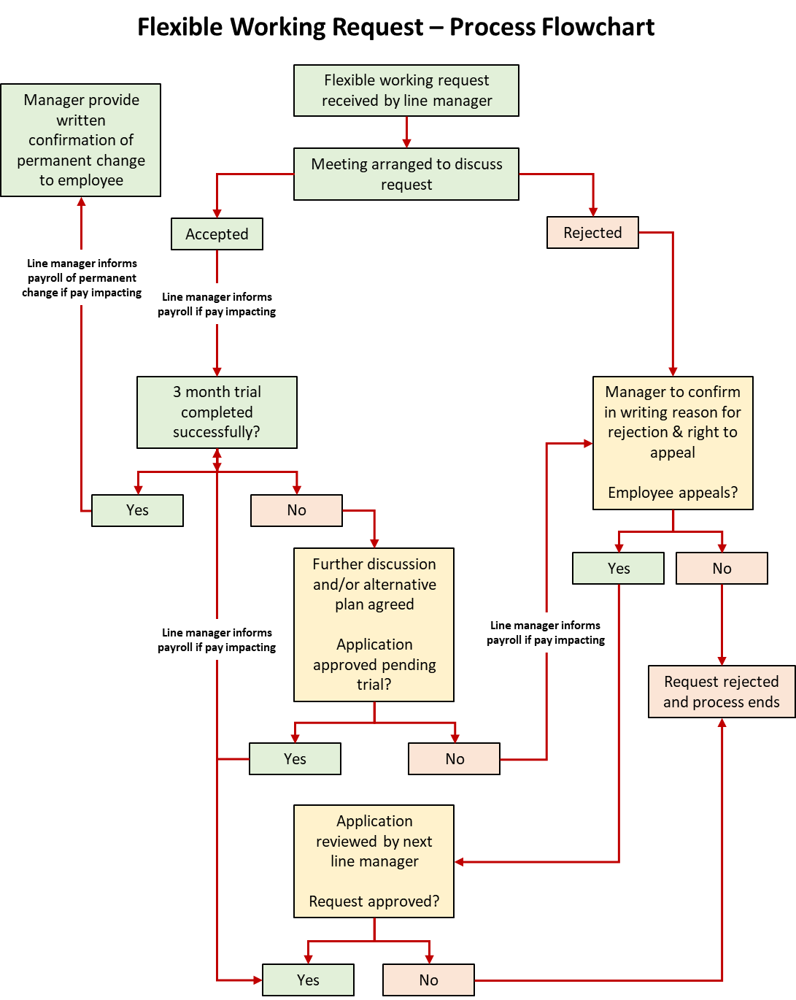 Flexible Working Request – Process Flowchart
Flexible working request
received by line manager
Manager provide
written
confirmation of
permanent change
to employee
Meeting arranged to discuss
request
Accepted
Rejected
Line manager informs
payroll of permanent
change if pay impacting
Line manager informs
payroll if pay impacting
3 month trial
completed
successfully?
Manager to confirm
in writing reason for
rejection & right to
appeal
Employee appeals?
Yes
No
Further discussion
and/or alternative
plan agreed
Application
approved pending
trial?
Yes
No
Line manager informs
payroll if pay impacting
Line manager informs
payroll if pay impacting
Request rejected
and process ends
Yes
No
Application
reviewed by next
line manager
Request approved?
Yes
No